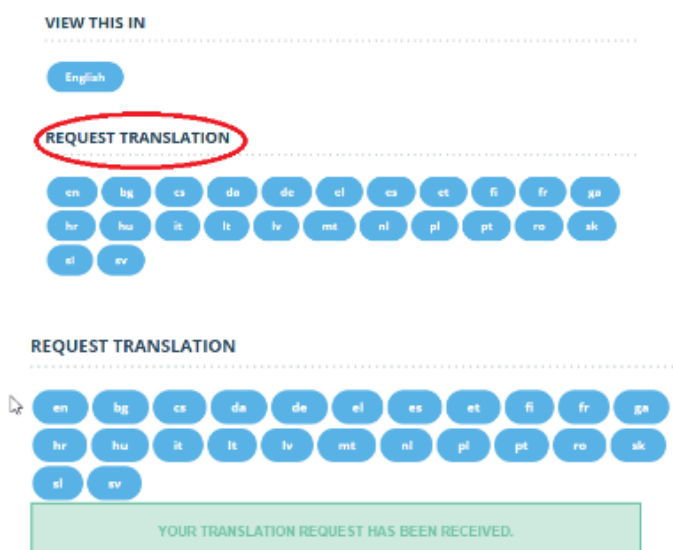 VIEW THIS IN
English
REQUEST TRANSLATION
en bg cs da de el es et fi fr ga
hr hu it lt lv mt nl pl pt ro sk
sl sv
REQUEST TRANSLATION
en bg cs da de el es et fi fr ga
hr hu it lt lv mt nl pl pt ro sk
sl sv
YOUR TRANSLATION REQUEST HAS BEEN RECEIVED.